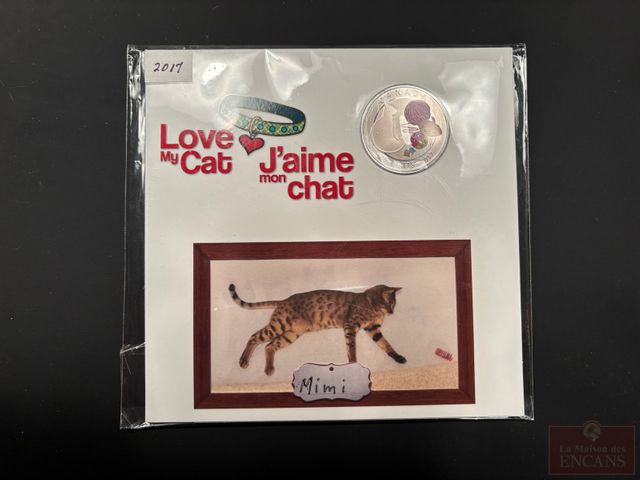 2017
CANADA
Love
My Cat
J'aime
mon
chat
Mimi
La Maison des
ENCANS